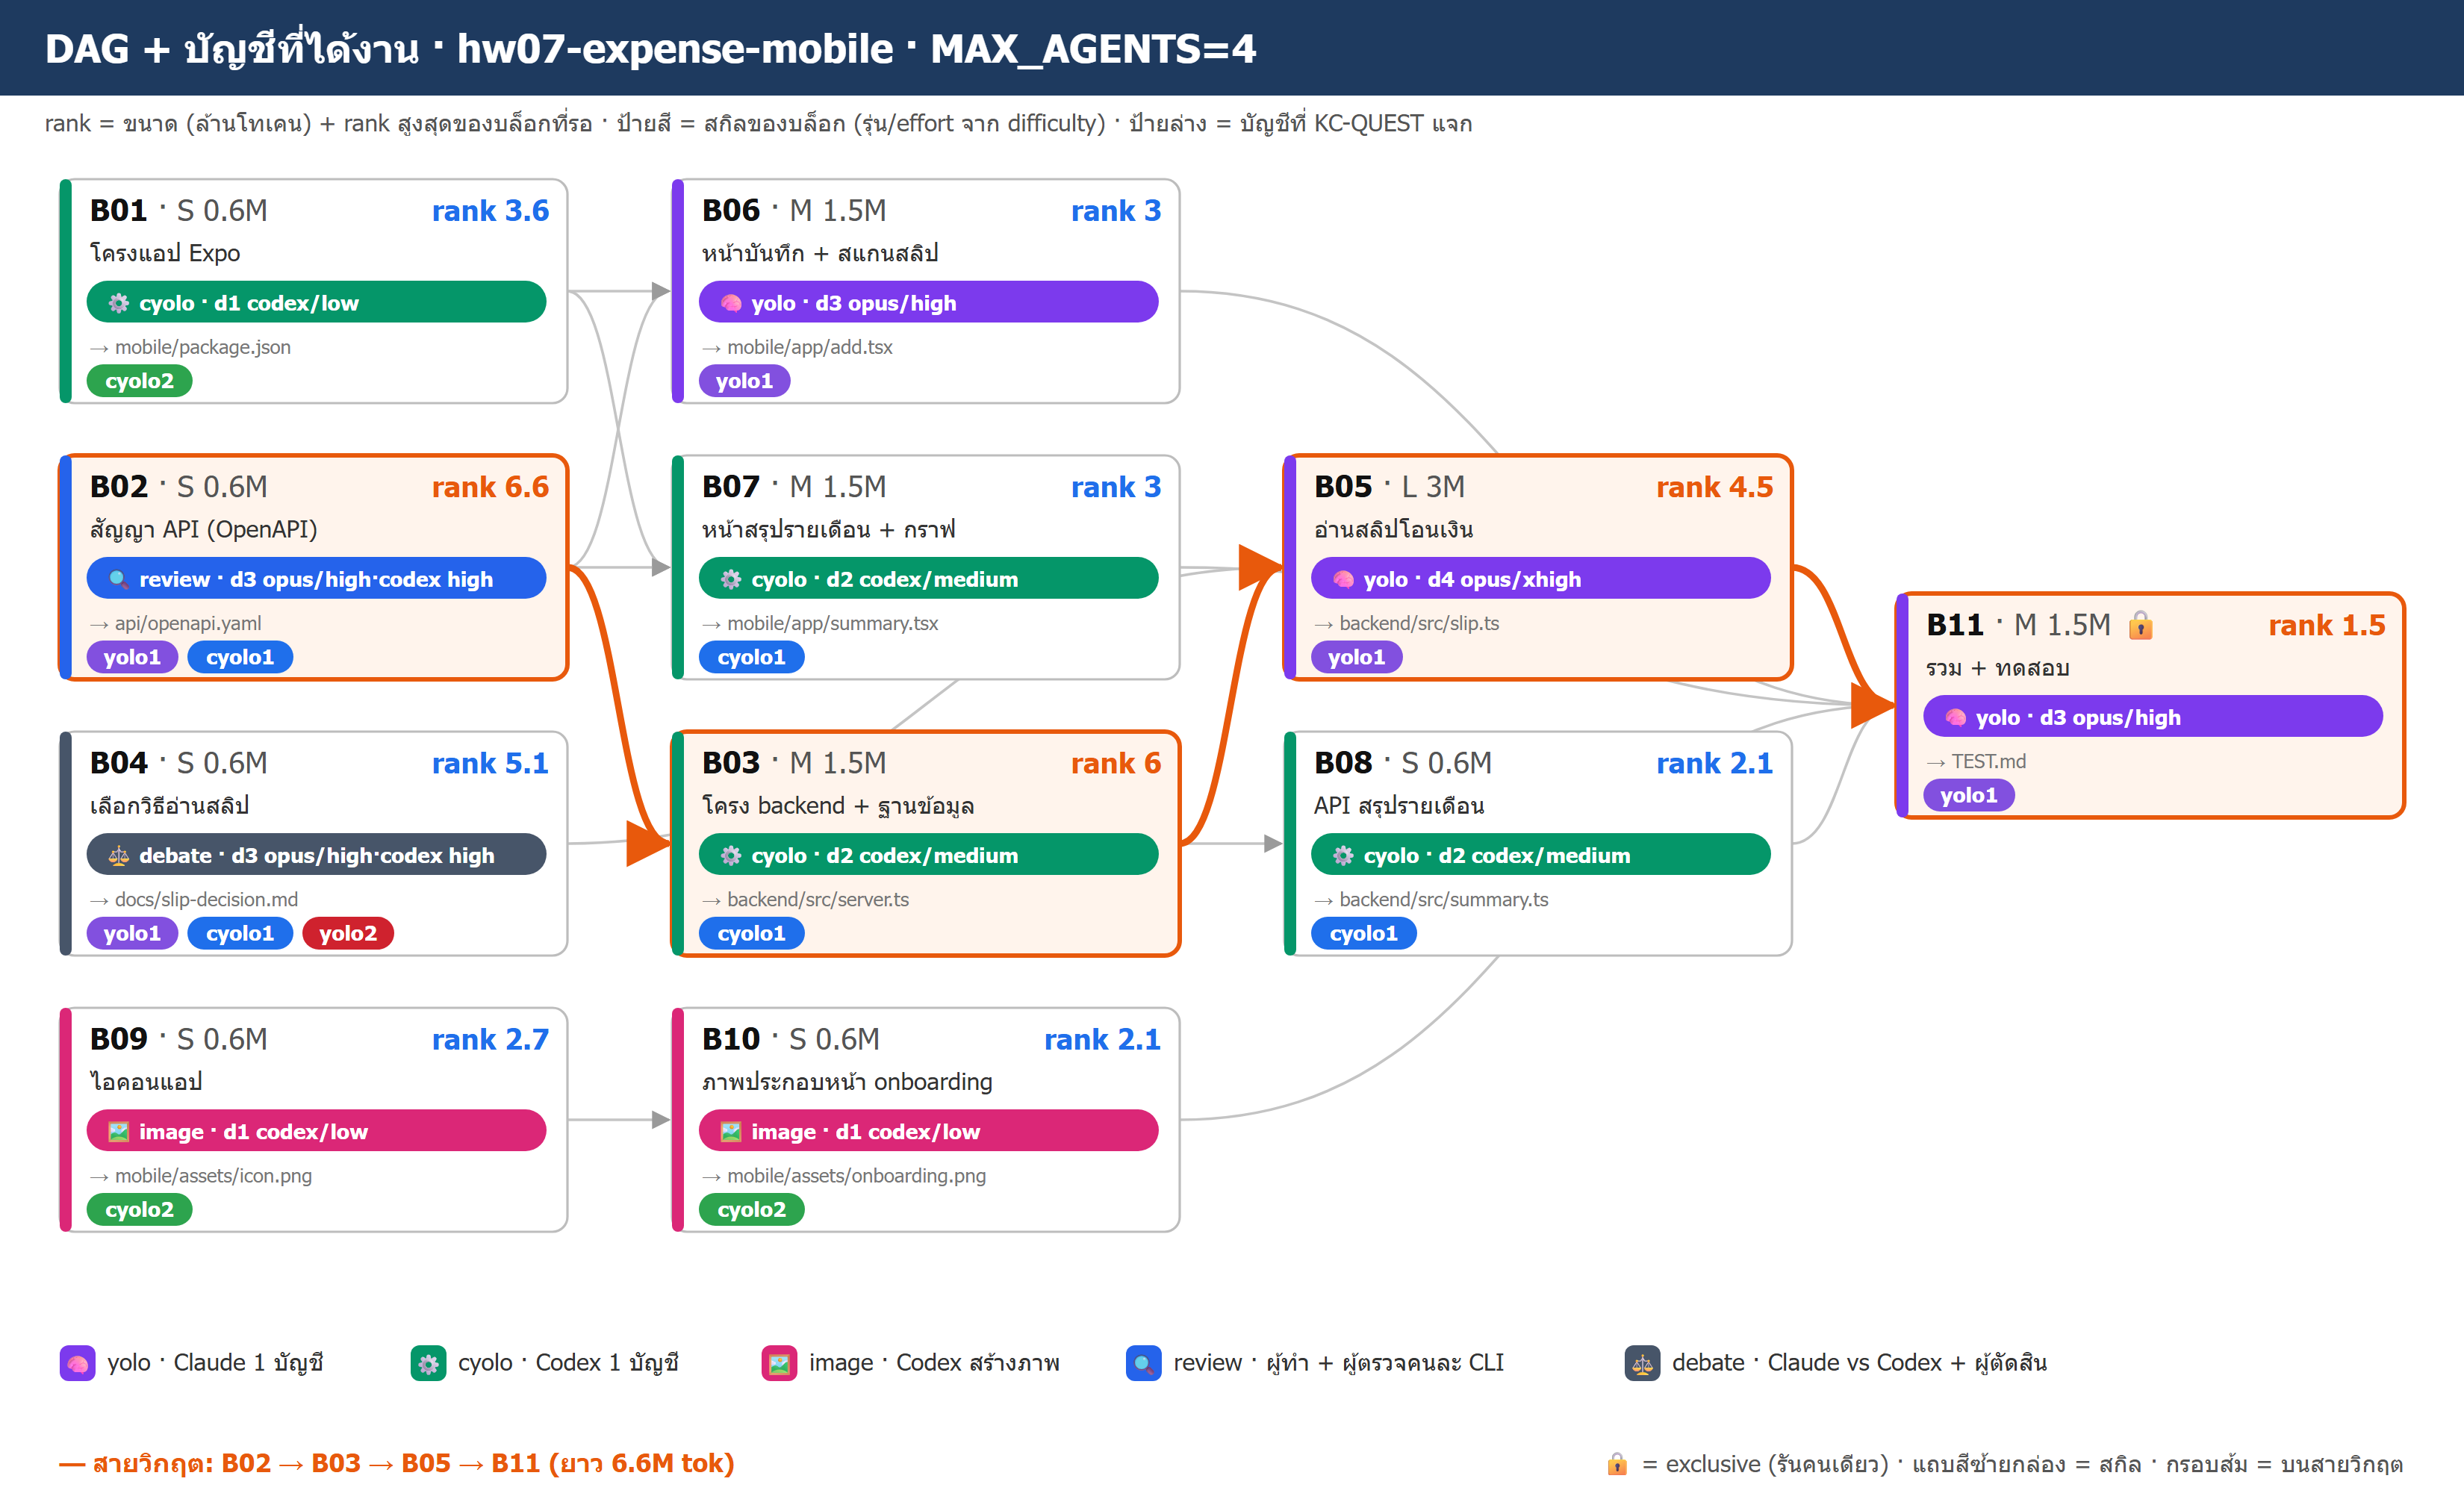 DAG + บัญชีที่ได้งาน · hw07-expense-mobile · MAX_AGENTS=4
rank = ขนาด (ล้านโทเคน) + rank สูงสุดของบล็อกที่รอ · ป้ายสี = สกิลของบล็อก (รุ่น/effort จาก difficulty) · ป้ายล่าง = บัญชีที่ KC-QUEST แจก
B01 · S 0.6M rank 3.6
โครงแอป Expo
cyolo · d1 codex/low
→ mobile/package.json
cyolo2
B06 · M 1.5M rank 3
หน้าบันทึก + สแกนสลิป
yolo · d3 opus/high
→ mobile/app/add.tsx
yolo1
B02 · S 0.6M rank 6.6
สัญญา API (OpenAPI)
review · d3 opus/high·codex high
→ api/openapi.yaml
yolo1 cyolo1
B07 · M 1.5M rank 3
หน้าสรุปรายเดือน + กราฟ
cyolo · d2 codex/medium
→ mobile/app/summary.tsx
cyolo1
B05 · L 3M rank 4.5
อ่านสลิปโอนเงิน
yolo · d4 opus/xhigh
→ backend/src/slip.ts
yolo1
B11 · M 1.5M rank 1.5
รวม + ทดสอบ
yolo · d3 opus/high
→ TEST.md
yolo1
B04 · S 0.6M rank 5.1
เลือกวิธีอ่านสลิป
debate · d3 opus/high·codex high
→ docs/slip-decision.md
yolo1 cyolo1 yolo2
B03 · M 1.5M rank 6
โครง backend + ฐานข้อมูล
cyolo · d2 codex/medium
→ backend/src/server.ts
cyolo1
B08 · S 0.6M rank 2.1
API สรุปรายเดือน
cyolo · d2 codex/medium
→ backend/src/summary.ts
cyolo1
B09 · S 0.6M rank 2.7
ไอคอนแอป
image · d1 codex/low
→ mobile/assets/icon.png
cyolo2
B10 · S 0.6M rank 2.1
ภาพประกอบหน้า onboarding
image · d1 codex/low
→ mobile/assets/onboarding.png
cyolo2
yolo · Claude 1 บัญชี
cyolo · Codex 1 บัญชี
image · Codex สร้างภาพ
review · ผู้ทำ + ผู้ตรวจคนละ CLI
debate · Claude vs Codex + ผู้ตัดสิน
— สายวิกฤต: B02 → B03 → B05 → B11 (ยาว 6.6M tok)
= exclusive (รันคนเดียว) · แถบสีซ้ายกล่อง = สกิล · กรอบส้ม = บนสายวิกฤต